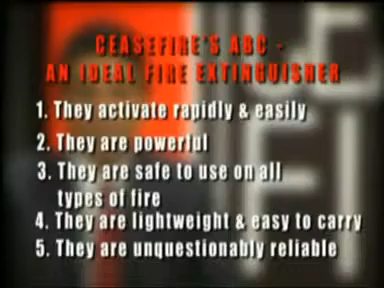 CEASEFIRE'S ABC -
AN IDEAL FIRE EXTINGUISHER
1. They activate rapidly & easily
2. They are powerful
3. They are safe to use on all
types of fire
4. They are lightweight & easy to carry
5. They are unquestionably reliable